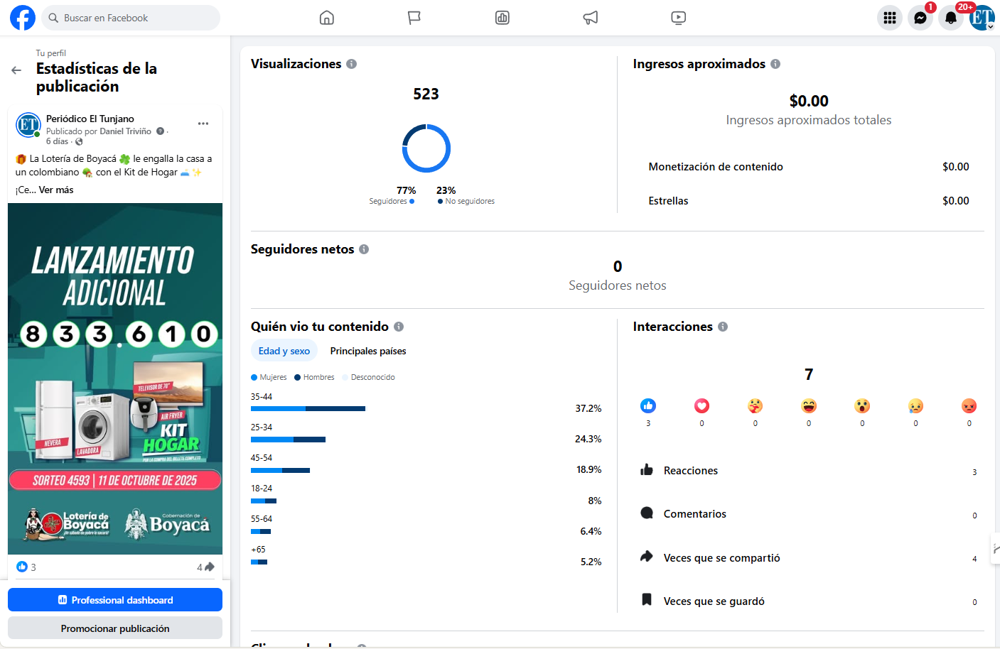 Buscar en Facebook
1
20+
ET
Tu perfil
Estadísticas de la
publicación
ET
Periódico El Tunjano
Publicado por Daniel Triviño ·
6 días ·
🎁 La Lotería de Boyacá 🍀 le engalla la casa a
un colombiano 🏡 con el Kit de Hogar 🛋️✨
¡Ce... Ver más
LANZAMIENTO
ADICIONAL
8 3 3 . 6 1 0
TELEVISOR DE 70"
AIR FRYER
KIT
HOGAR
NEVERA
LAVADORA
POR LA COMPRA DEL BILLETE COMPLETO
SORTEO 4593 | 11 DE OCTUBRE DE 2025
Lotería de
Boyacá
Gobernación de
Boyacá
3
4
Professional dashboard
Promocionar publicación
Visualizaciones
523
77%
Seguidores
23%
No seguidores
Ingresos aproximados
$0.00
Ingresos aproximados totales
Monetización de contenido $0.00
Estrellas $0.00
Seguidores netos
0
Seguidores netos
Quién vio tu contenido
Edad y sexo Principales países
Mujeres Hombres Desconocido
35-44
37.2%
25-34
24.3%
45-54
18.9%
18-24
8%
55-64
6.4%
+65
5.2%
Interacciones
7
3 0 0 0 0 0 0
Reacciones 3
Comentarios 0
Veces que se compartió 4
Veces que se guardó 0